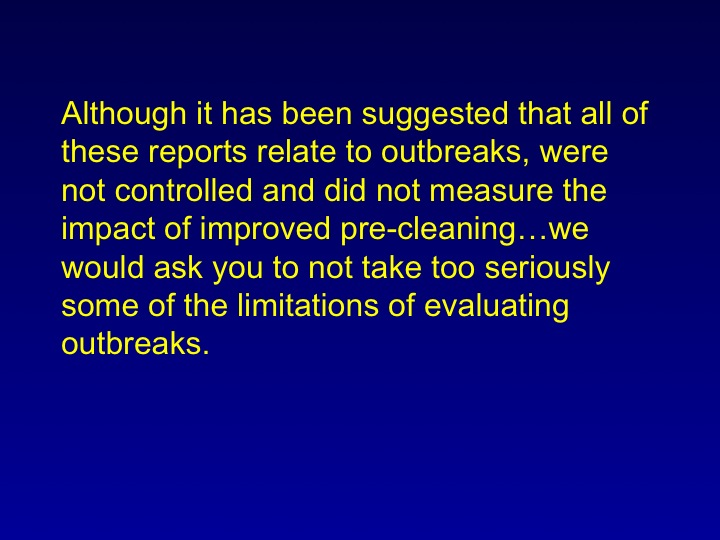 Although it has been suggested that all of
these reports relate to outbreaks, were
not controlled and did not measure the
impact of improved pre-cleaning…we
would ask you to not take too seriously
some of the limitations of evaluating
outbreaks.